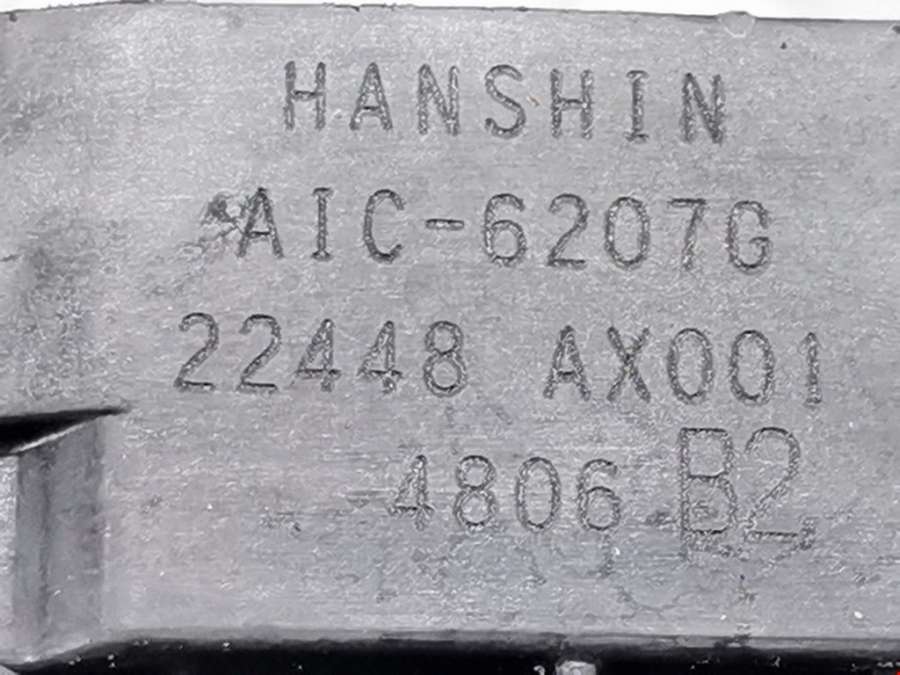 HANSHIN
AIC-6207G
22448 AX001
4806 B2